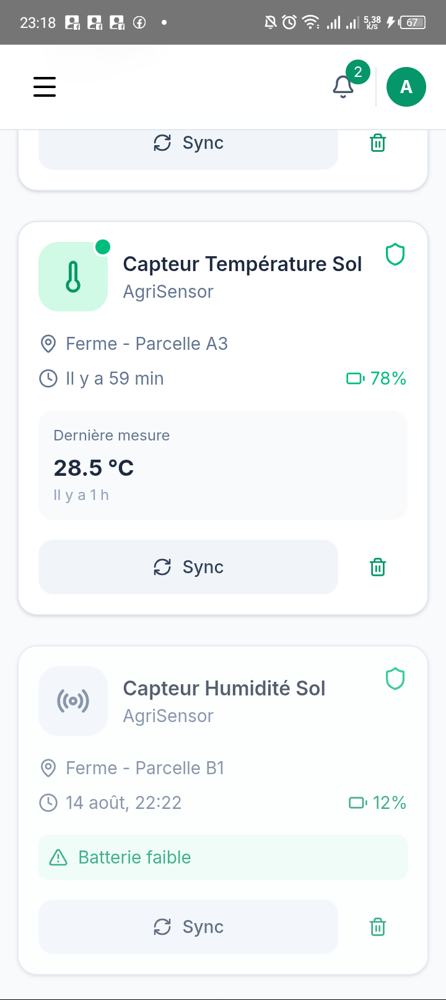 23:18
5,38
K/S
67
2
A
Sync
Capteur Température Sol
AgriSensor
Ferme - Parcelle A3
Il y a 59 min
78%
Dernière mesure
28.5 °C
Il y a 1 h
Sync
Capteur Humidité Sol
AgriSensor
Ferme - Parcelle B1
14 août, 22:22
12%
Batterie faible
Sync